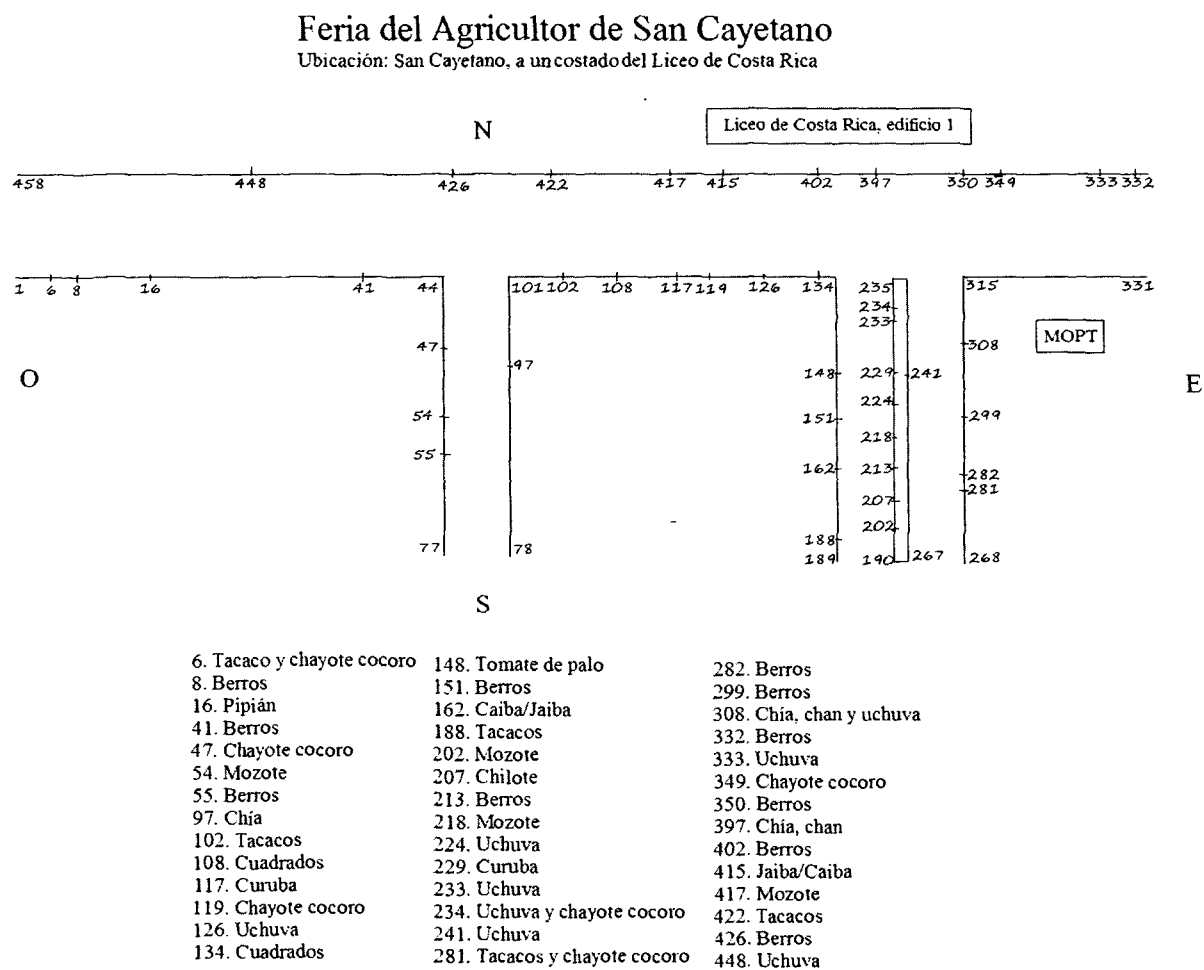 Feria del Agricultor de San Cayetano
Ubicación: San Cayetano, a un costado del Liceo de Costa Rica
N
Liceo de Costa Rica, edificio 1
458 448 426 422 417 415 402 397 350 349 333 332
1 6 8 16 41 44 101 102 108 117 119 126 134 235 315 331
234
233
47 308 MOPT
97
O E
148 229 241
224
54 151 299
218
55 162 213 282
281
207
202
188
77 78 189 190 267 268
S
6. Tacaco y chayote cocoro
8. Berros
16. Pipián
41. Berros
47. Chayote cocoro
54. Mozote
55. Berros
97. Chía
102. Tacacos
108. Cuadrados
117. Curuba
119. Chayote cocoro
126. Uchuva
134. Cuadrados
148. Tomate de palo
151. Berros
162. Caiba/Jaiba
188. Tacacos
202. Mozote
207. Chilote
213. Berros
218. Mozote
224. Uchuva
229. Curuba
233. Uchuva
234. Uchuva y chayote cocoro
241. Uchuva
281. Tacacos y chayote cocoro
282. Berros
299. Berros
308. Chía, chan y uchuva
332. Berros
333. Uchuva
349. Chayote cocoro
350. Berros
397. Chía, chan
402. Berros
415. Jaiba/Caiba
417. Mozote
422. Tacacos
426. Berros
448. Uchuva